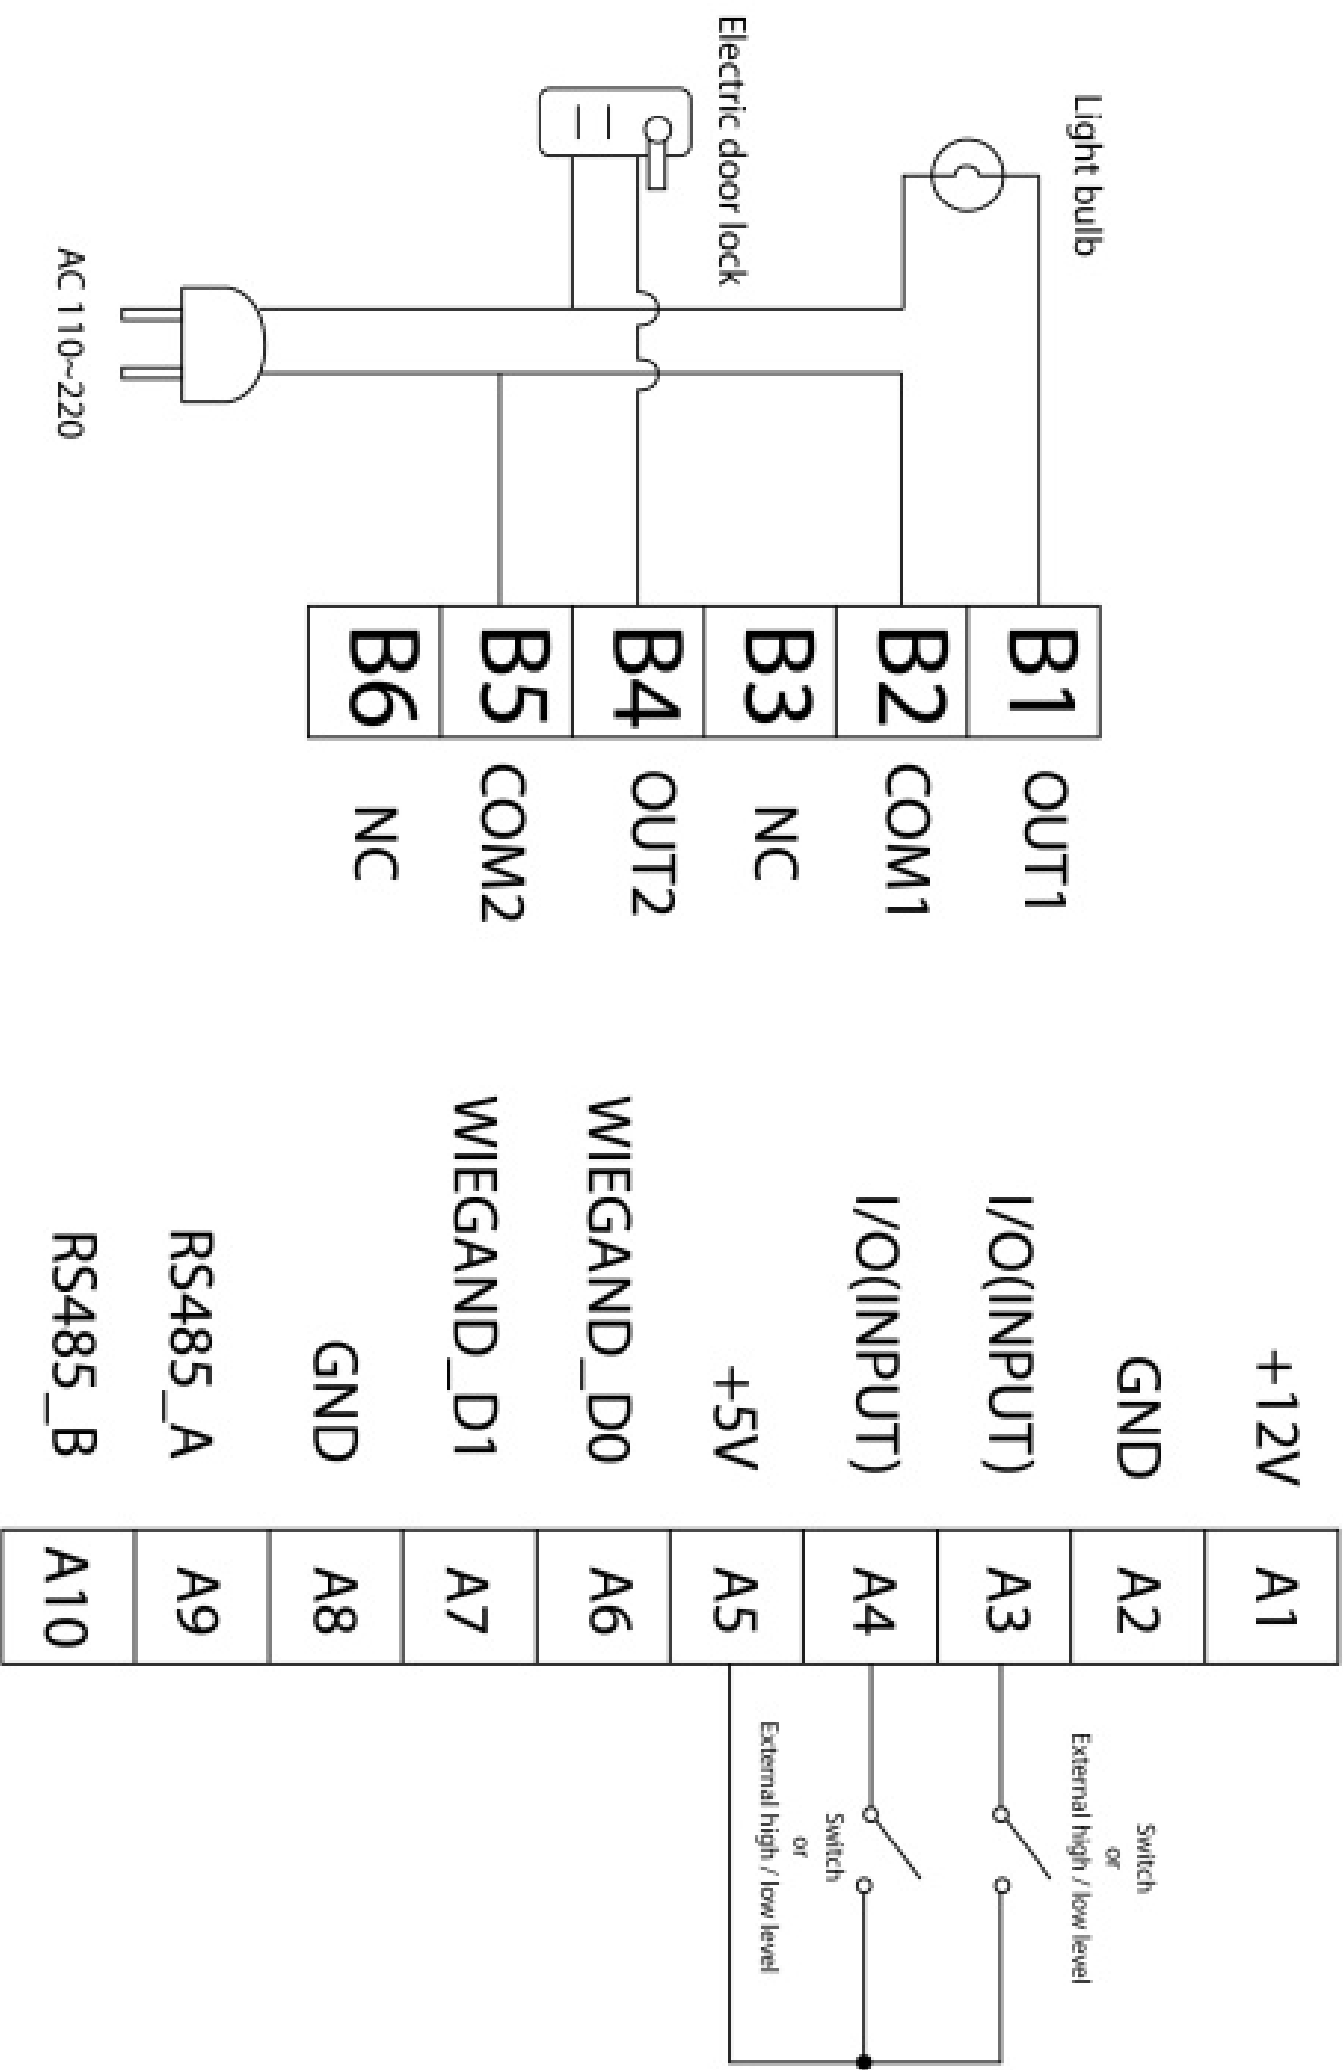 Light bulb
Electric door lock
AC 110~220
B1
B2
B3
B4
B5
B6
OUT1
COM1
NC
OUT2
COM2
NC
+12V
GND
I/O(INPUT)
I/O(INPUT)
+5V
WIEGAND_D0
WIEGAND_D1
GND
RS485_A
RS485_B
A1
A2
A3
A4
A5
A6
A7
A8
A9
A10
Switch
or
External high / low level
Switch
or
External high / low level